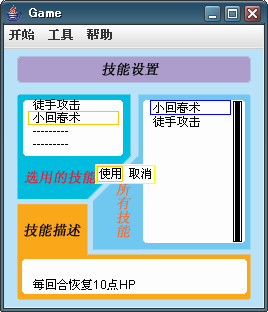 Game
开始 工具 帮助
技能设置
徒手攻击
小回春术
---------
---------
选用的技能
小回春术
徒手攻击
所有技能
使用 取消
技能描述
每回合恢复10点HP